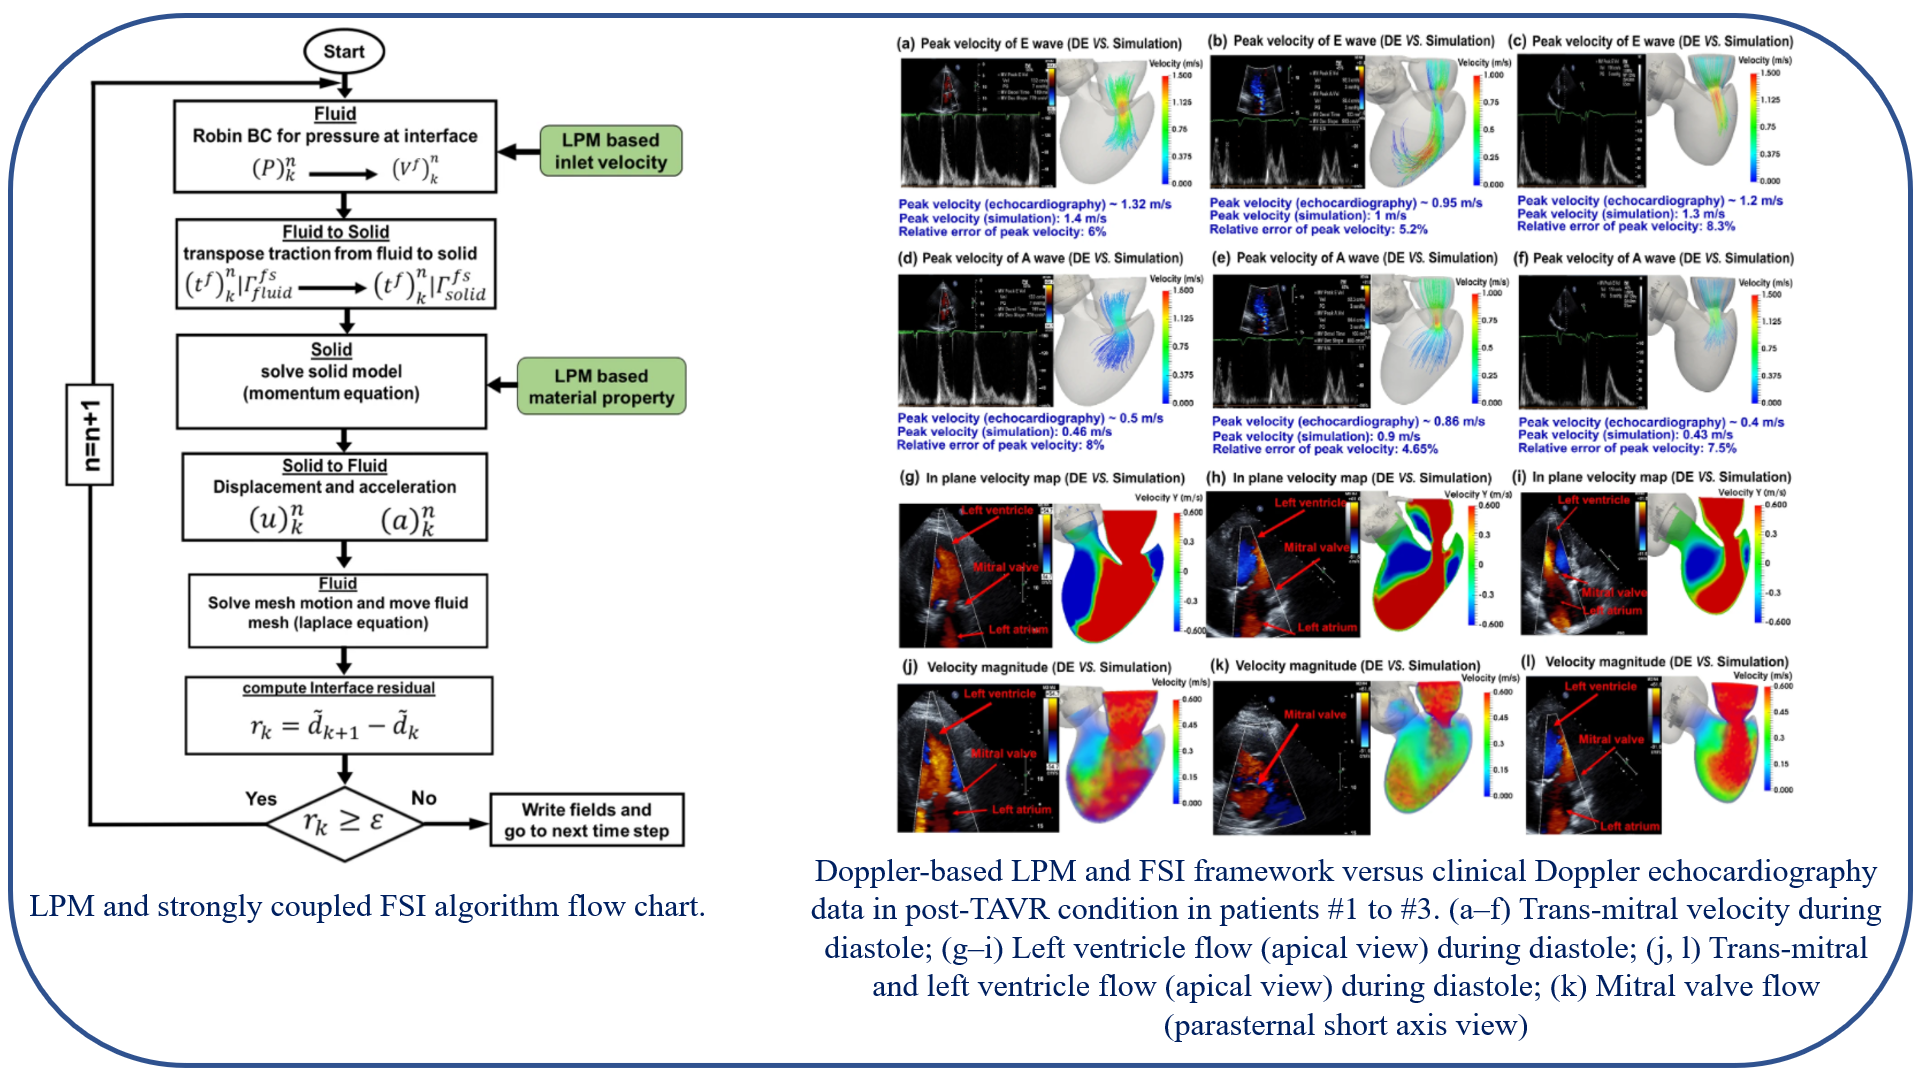 Start
Fluid
Robin BC for pressure at interface
(P)ₖⁿ → (Vᶠ)ₖⁿ
LPM based
inlet velocity
Fluid to Solid
transpose traction from fluid to solid
(tᶠ)ₖⁿ|Γ^fs_fluid → (tᶠ)ₖⁿ|Γ^fs_solid
Solid
solve solid model
(momentum equation)
LPM based
material property
n=n+1
Solid to Fluid
Displacement and acceleration
(u)ₖⁿ (a)ₖⁿ
Fluid
Solve mesh motion and move fluid
mesh (laplace equation)
compute Interface residual
rₖ = d̃ₖ₊₁ − d̃ₖ
Yes
No
rₖ ≥ ε
Write fields and
go to next time step
LPM and strongly coupled FSI algorithm flow chart.
(a) Peak velocity of E wave (DE VS. Simulation)
Velocity (m/s)
1.500
1.125
0.75
0.375
0.000
Peak velocity (echocardiography) ~ 1.32 m/s
Peak velocity (simulation): 1.4 m/s
Relative error of peak velocity: 6%
(b) Peak velocity of E wave (DE VS. Simulation)
Velocity (m/s)
1.000
0.75
0.50
0.25
0.000
Peak velocity (echocardiography) ~ 0.95 m/s
Peak velocity (simulation): 1 m/s
Relative error of peak velocity: 5.2%
(c) Peak velocity of E wave (DE VS. Simulation)
Velocity (m/s)
1.500
1.125
0.75
0.375
0.000
Peak velocity (echocardiography) ~ 1.2 m/s
Peak velocity (simulation): 1.3 m/s
Relative error of peak velocity: 8.3%
(d) Peak velocity of A wave (DE VS. Simulation)
Velocity (m/s)
1.500
1.125
0.75
0.375
0.000
Peak velocity (echocardiography) ~ 0.5 m/s
Peak velocity (simulation): 0.46 m/s
Relative error of peak velocity: 8%
(e) Peak velocity of A wave (DE VS. Simulation)
Velocity (m/s)
1.000
0.75
0.5
0.25
0.000
Peak velocity (echocardiography) ~ 0.86 m/s
Peak velocity (simulation): 0.9 m/s
Relative error of peak velocity: 4.65%
(f) Peak velocity of A wave (DE VS. Simulation)
Velocity (m/s)
1.500
1.125
0.75
0.375
0.000
Peak velocity (echocardiography) ~ 0.4 m/s
Peak velocity (simulation): 0.43 m/s
Relative error of peak velocity: 7.5%
(g) In plane velocity map (DE VS. Simulation)
Velocity Y (m/s)
Left ventricle
Mitral valve
Left atrium
0.600
0.3
0
-0.3
-0.600
(h) In plane velocity map (DE VS. Simulation)
Velocity Y (m/s)
Left ventricle
Mitral valve
Left atrium
0.600
0.3
0
-0.3
-0.600
(i) In plane velocity map (DE VS. Simulation)
Velocity Y (m/s)
Left ventricle
Mitral valve
Left atrium
0.600
0.3
0
-0.3
-0.600
(j) Velocity magnitude (DE VS. Simulation)
Velocity (m/s)
Left ventricle
Mitral valve
Left atrium
0.600
0.45
0.3
0.15
0.000
(k) Velocity magnitude (DE VS. Simulation)
Velocity (m/s)
Mitral valve
0.600
0.45
0.3
0.15
0.000
(l) Velocity magnitude (DE VS. Simulation)
Velocity (m/s)
Left ventricle
Mitral valve
Left atrium
0.600
0.45
0.3
0.15
0.000
Doppler-based LPM and FSI framework versus clinical Doppler echocardiography
data in post-TAVR condition in patients #1 to #3. (a–f) Trans-mitral velocity during
diastole; (g–i) Left ventricle flow (apical view) during diastole; (j, l) Trans-mitral
and left ventricle flow (apical view) during diastole; (k) Mitral valve flow
(parasternal short axis view)